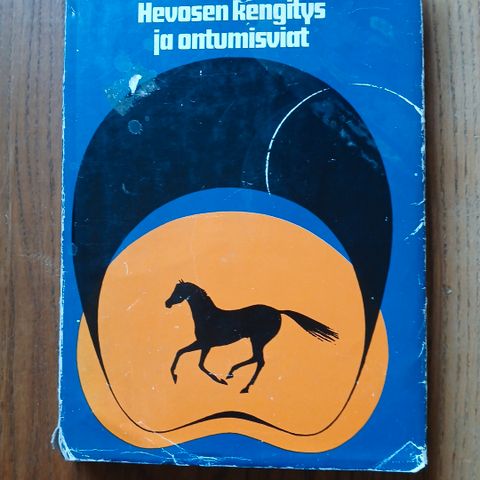 Hevosen kengitys
ja ontumisviat